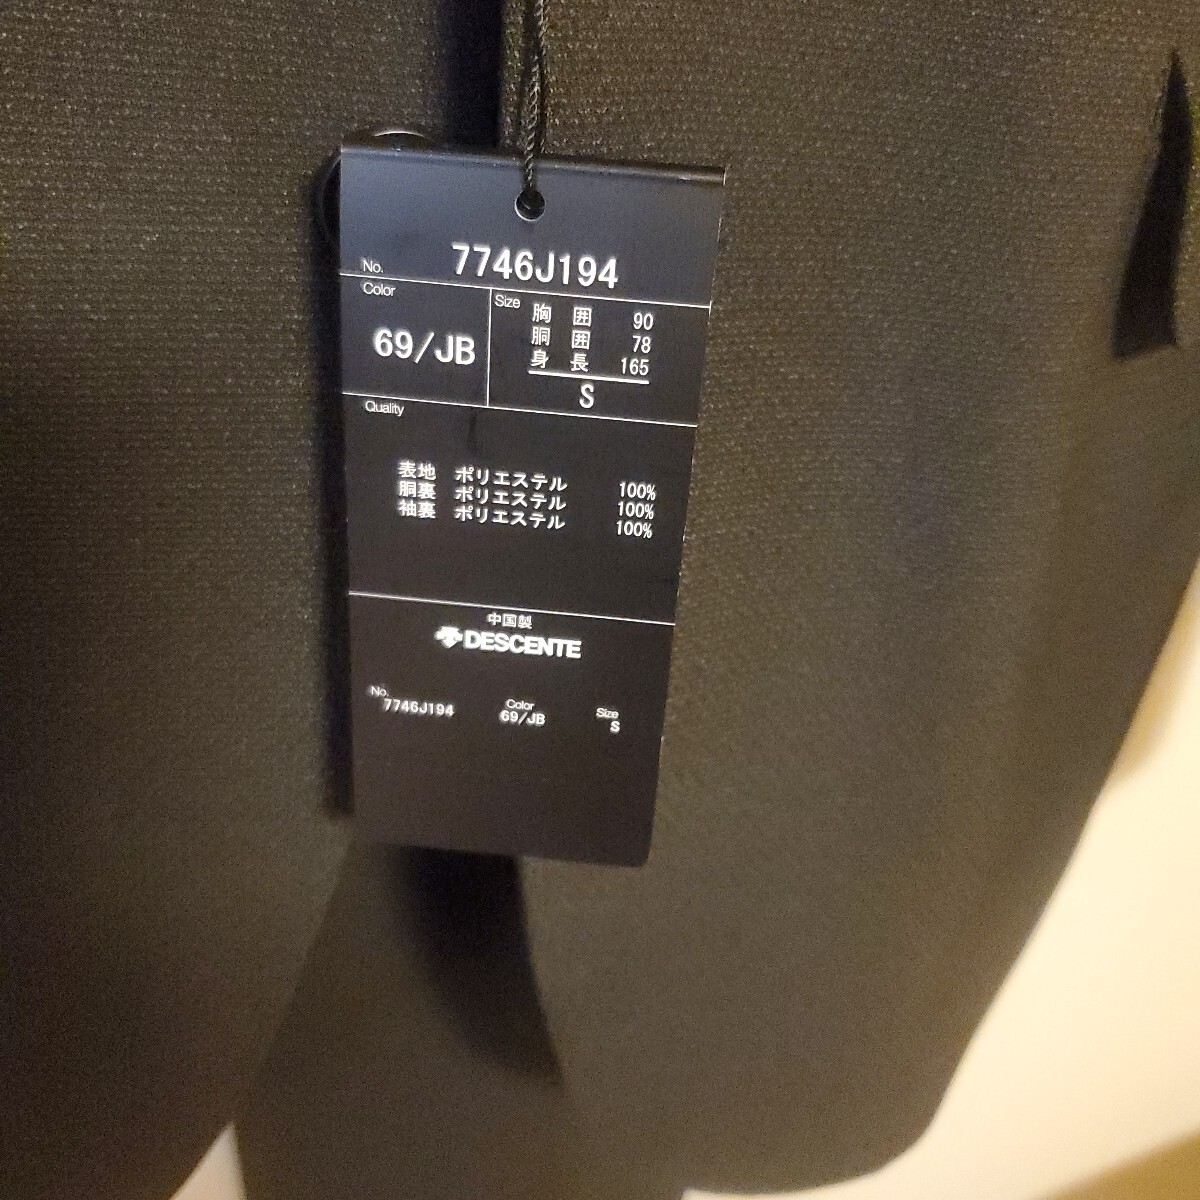 No. 7746J194
Color
69/JB
Size
胸囲 90
胴囲 78
身長 165
S
Quality
表地 ポリエステル 100%
胴裏 ポリエステル 100%
袖裏 ポリエステル 100%
中国製
DESCENTE
No. Color Size
7746J194 69/JB S